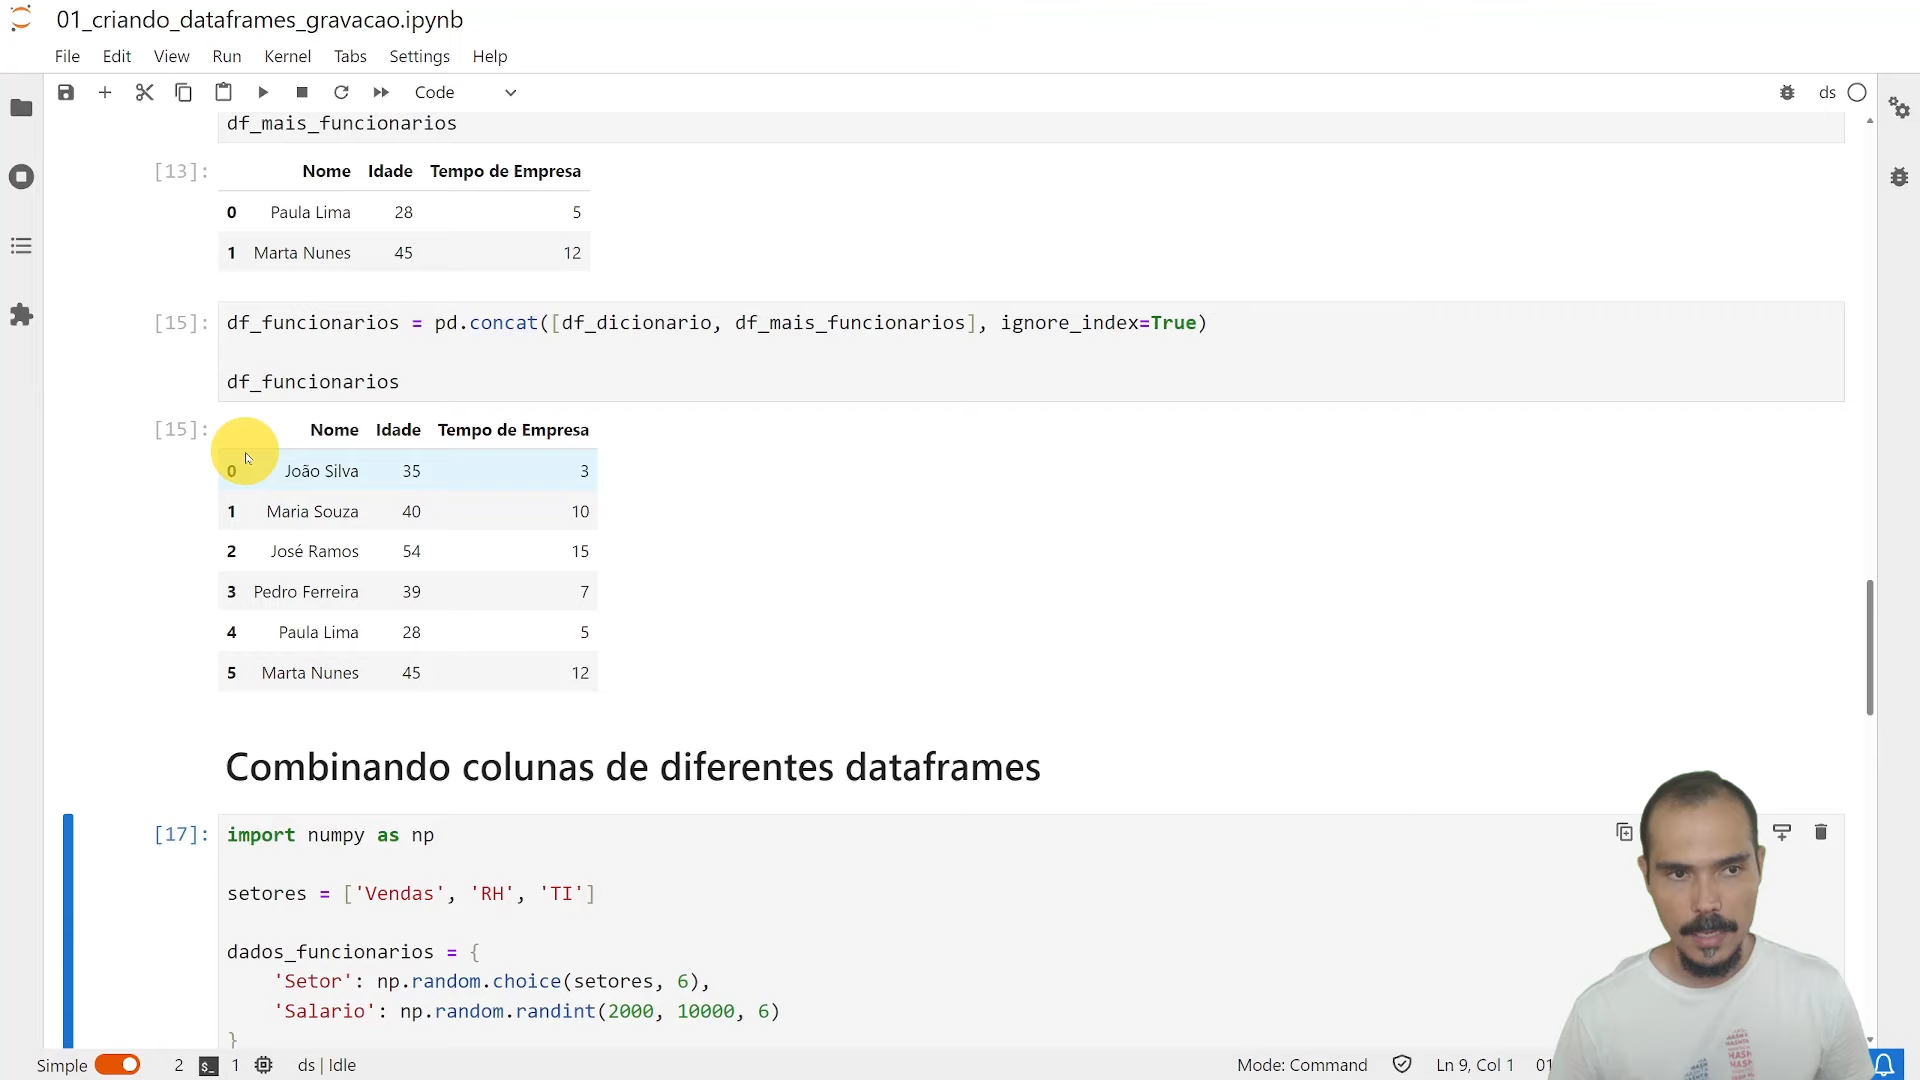 01_criando_dataframes_gravacao.ipynb
File Edit View Run Kernel Tabs Settings Help
Code ds
df_mais_funcionarios
[13]:
Nome Idade Tempo de Empresa
0 Paula Lima 28 5
1 Marta Nunes 45 12
[15]: df_funcionarios = pd.concat([df_dicionario, df_mais_funcionarios], ignore_index=True)
df_funcionarios
[15]:
Nome Idade Tempo de Empresa
0 João Silva 35 3
1 Maria Souza 40 10
2 José Ramos 54 15
3 Pedro Ferreira 39 7
4 Paula Lima 28 5
5 Marta Nunes 45 12
Combinando colunas de diferentes dataframes
[17]: import numpy as np
setores = ['Vendas', 'RH', 'TI']
dados_funcionarios = {
'Setor': np.random.choice(setores, 6),
'Salario': np.random.randint(2000, 10000, 6)
}
Simple 2 1 ds | Idle Mode: Command Ln 9, Col 1 01